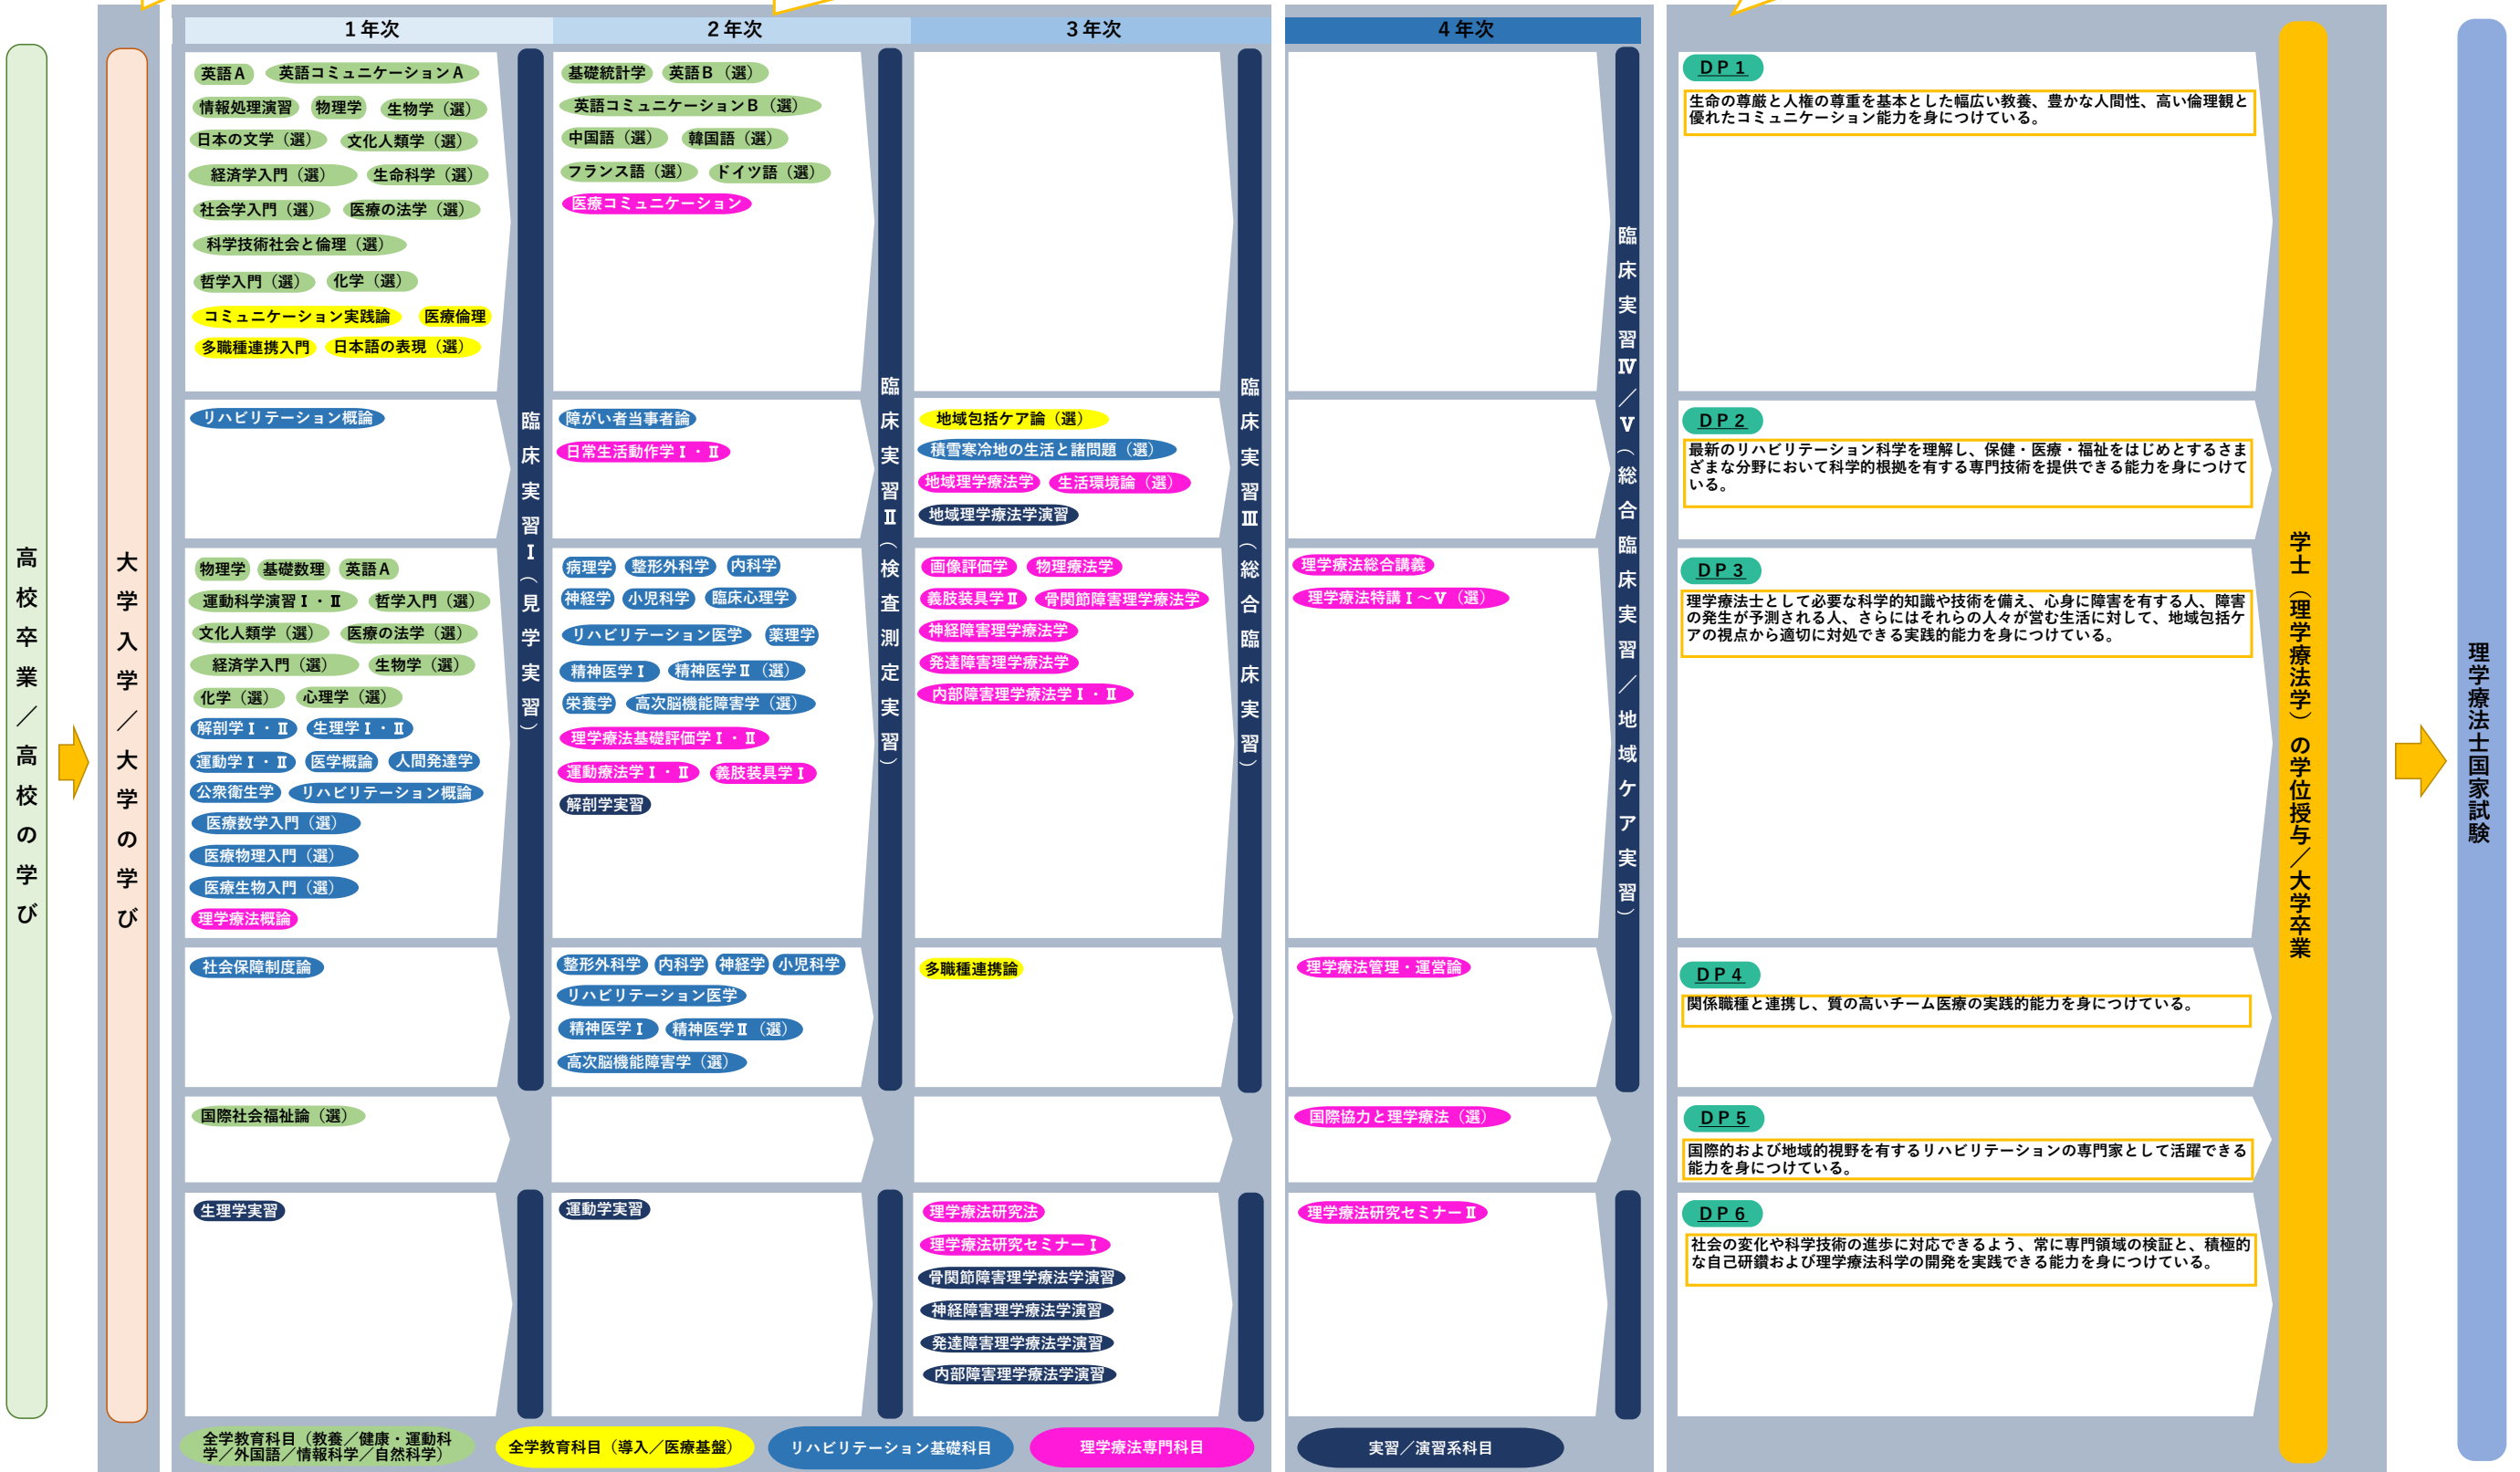 高校卒業／高校の学び
大学入学／大学の学び
1年次
2年次
3年次
4年次
英語A
英語コミュニケーションA
情報処理演習
物理学
生物学（選）
日本の文学（選）
文化人類学（選）
経済学入門（選）
生命科学（選）
社会学入門（選）
医療の法学（選）
科学技術社会と倫理（選）
哲学入門（選）
化学（選）
コミュニケーション実践論
医療倫理
多職種連携入門
日本語の表現（選）
基礎統計学
英語B（選）
英語コミュニケーションB（選）
中国語（選）
韓国語（選）
フランス語（選）
ドイツ語（選）
医療コミュニケーション
DP1
生命の尊厳と人権の尊重を基本とした幅広い教養、豊かな人間性、高い倫理観と
優れたコミュニケーション能力を身につけている。
リハビリテーション概論
障がい者当事者論
日常生活動作学Ⅰ・Ⅱ
地域包括ケア論（選）
積雪寒冷地の生活と諸問題（選）
地域理学療法学
生活環境論（選）
地域理学療法学演習
DP2
最新のリハビリテーション科学を理解し、保健・医療・福祉をはじめとするさま
ざまな分野において科学的根拠を有する専門技術を提供できる能力を身につけて
いる。
物理学
基礎数理
英語A
運動科学演習Ⅰ・Ⅱ
哲学入門（選）
文化人類学（選）
医療の法学（選）
経済学入門（選）
生物学（選）
化学（選）
心理学（選）
解剖学Ⅰ・Ⅱ
生理学Ⅰ・Ⅱ
運動学Ⅰ・Ⅱ
医学概論
人間発達学
公衆衛生学
リハビリテーション概論
医療数学入門（選）
医療物理入門（選）
医療生物入門（選）
理学療法概論
病理学
整形外科学
内科学
神経学
小児科学
臨床心理学
リハビリテーション医学
薬理学
精神医学Ⅰ
精神医学Ⅱ（選）
栄養学
高次脳機能障害学（選）
理学療法基礎評価学Ⅰ・Ⅱ
運動療法学Ⅰ・Ⅱ
義肢装具学Ⅰ
解剖学実習
画像評価学
物理療法学
義肢装具学Ⅱ
骨関節障害理学療法学
神経障害理学療法学
発達障害理学療法学
内部障害理学療法学Ⅰ・Ⅱ
理学療法総合講義
理学療法特講Ⅰ～Ⅴ（選）
DP3
理学療法士として必要な科学的知識や技術を備え、心身に障害を有する人、障害
の発生が予測される人、さらにはそれらの人々が営む生活に対して、地域包括ケ
アの視点から適切に対処できる実践的能力を身につけている。
社会保障制度論
整形外科学
内科学
神経学
小児科学
リハビリテーション医学
精神医学Ⅰ
精神医学Ⅱ（選）
高次脳機能障害学（選）
多職種連携論
理学療法管理・運営論
DP4
関係職種と連携し、質の高いチーム医療の実践的能力を身につけている。
国際社会福祉論（選）
国際協力と理学療法（選）
DP5
国際的および地域的視野を有するリハビリテーションの専門家として活躍できる
能力を身につけている。
生理学実習
運動学実習
理学療法研究法
理学療法研究セミナーⅠ
骨関節障害理学療法学演習
神経障害理学療法学演習
発達障害理学療法学演習
内部障害理学療法学演習
理学療法研究セミナーⅡ
DP6
社会の変化や科学技術の進歩に対応できるよう、常に専門領域の検証と、積極的
な自己研鑽および理学療法科学の開発を実践できる能力を身につけている。
臨床実習Ⅰ（見学実習）
臨床実習Ⅱ（検査測定実習）
臨床実習Ⅲ（総合臨床実習）
臨床実習Ⅳ／Ⅴ（総合臨床実習／地域ケア実習）
学士（理学療法学）の学位授与／大学卒業
理学療法士国家試験
全学教育科目（教養／健康・運動科
学／外国語／情報科学／自然科学）
全学教育科目（導入／医療基盤）
リハビリテーション基礎科目
理学療法専門科目
実習／演習系科目